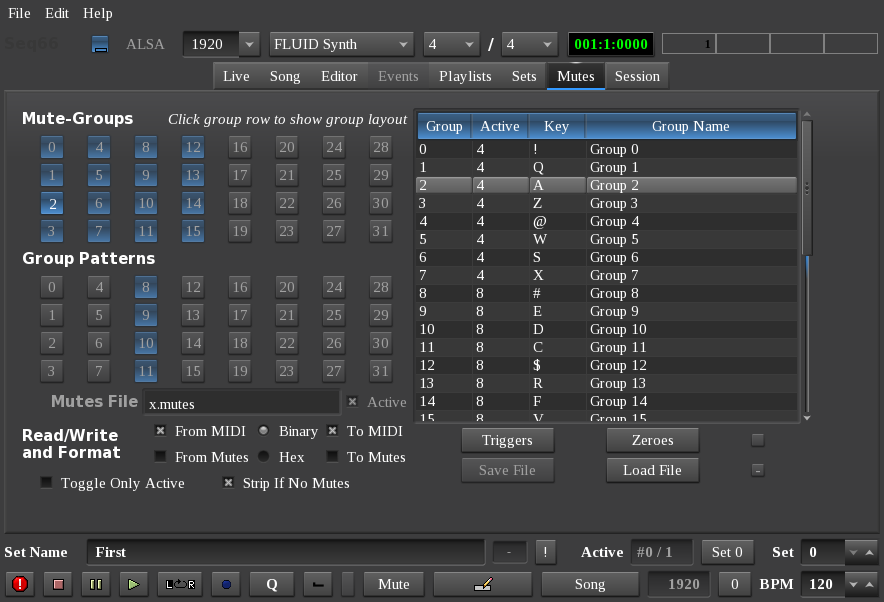 File Edit Help
Seq66 ALSA 1920 FLUID Synth 4 / 4 001:1:0000 1
Live Song Editor Events Playlists Sets Mutes Session
Mute-Groups Click group row to show group layout
0 4 8 12 16 20 24 28
1 5 9 13 17 21 25 29
2 6 10 14 18 22 26 30
3 7 11 15 19 23 27 31
Group Patterns
0 4 8 12 16 20 24 28
1 5 9 13 17 21 25 29
2 6 10 14 18 22 26 30
3 7 11 15 19 23 27 31
Mutes File x.mutes Active
Read/Write
and Format
From MIDI Binary To MIDI
From Mutes Hex To Mutes
Toggle Only Active Strip If No Mutes
Group Active Key Group Name
0 4 ! Group 0
1 4 Q Group 1
2 4 A Group 2
3 4 Z Group 3
4 4 @ Group 4
5 4 W Group 5
6 4 S Group 6
7 4 X Group 7
8 8 # Group 8
9 8 E Group 9
10 8 D Group 10
11 8 C Group 11
12 8 $ Group 12
13 8 R Group 13
14 8 F Group 14
15 8 V Group 15
Triggers Zeroes
Save File Load File -
Set Name First - ! Active #0 / 1 Set 0 Set 0
L R Q Mute Song 1920 0 BPM 120